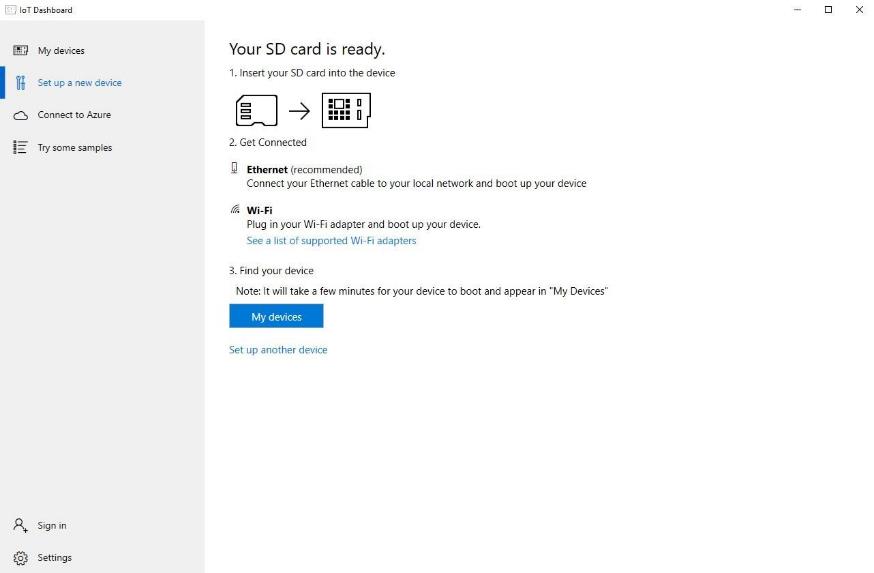 IoT Dashboard
My devices
Set up a new device
Connect to Azure
Try some samples
Sign in
Settings
Your SD card is ready.
1. Insert your SD card into the device
2. Get Connected
Ethernet (recommended)
Connect your Ethernet cable to your local network and boot up your device
Wi-Fi
Plug in your Wi-Fi adapter and boot up your device.
See a list of supported Wi-Fi adapters
3. Find your device
Note: It will take a few minutes for your device to boot and appear in "My Devices"
My devices
Set up another device